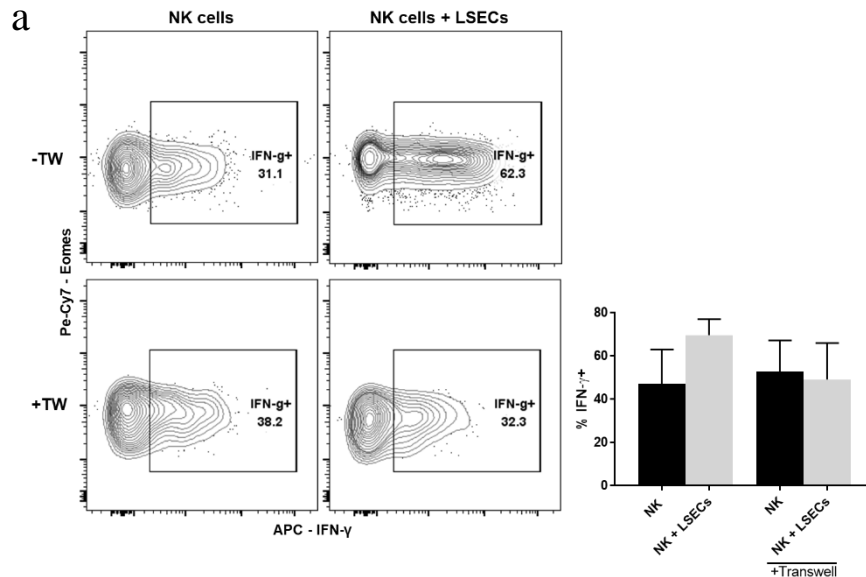 a
NK cells
NK cells + LSECs
-TW
IFN-g+
31.1
IFN-g+
62.3
Pe-Cy7 - Eomes
+TW
IFN-g+
38.2
IFN-g+
32.3
APC - IFN-γ
% IFN-γ+
80
60
40
20
0
NK
NK + LSECs
NK
NK + LSECs
+Transwell